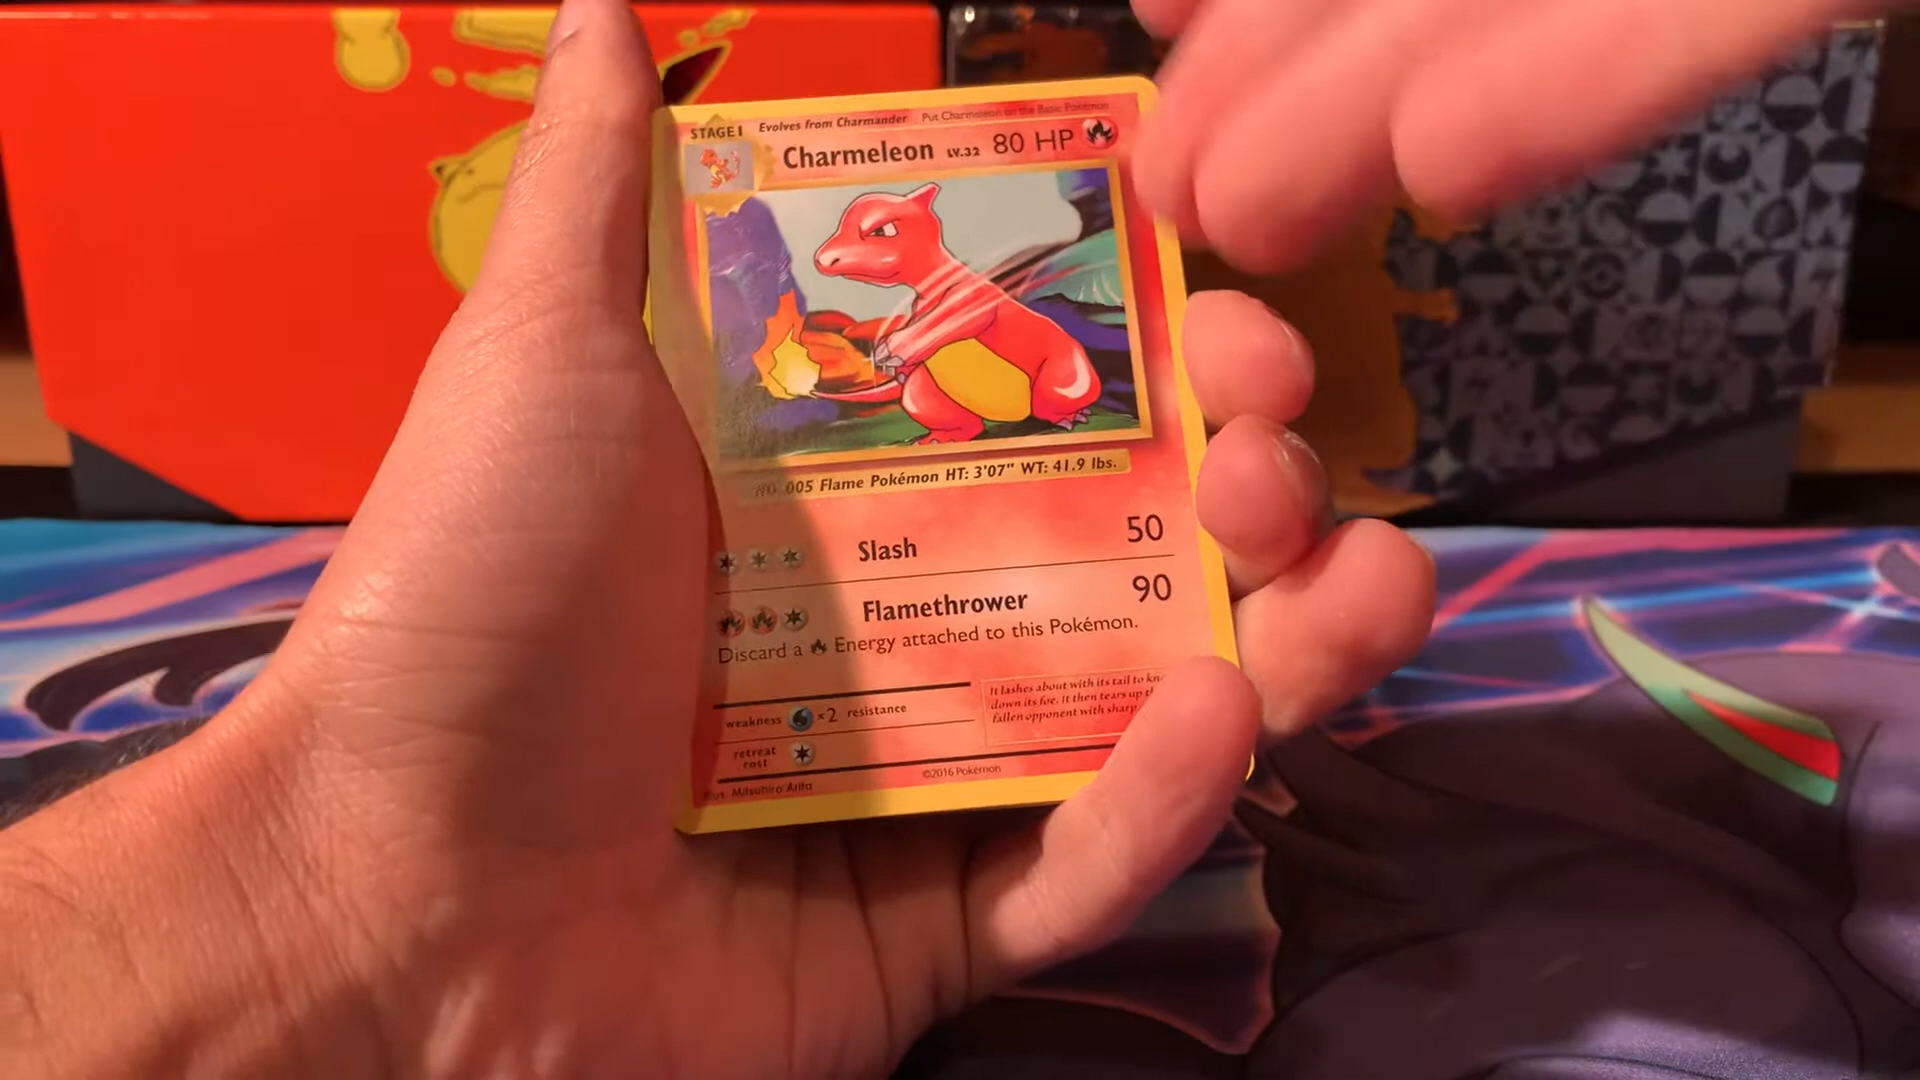 STAGE 1 Evolves from Charmander Put Charmeleon on the Basic Pokémon
Charmeleon LV.32 80 HP
NO. 005 Flame Pokémon HT: 3'07" WT: 41.9 lbs.
Slash 50
Flamethrower 90
Discard a Energy attached to this Pokémon.
It lashes about with its tail to
down its foe. It then tears up
fallen opponent with sharp
weakness ×2 resistance
retreat
cost
©2016 Pokémon
Illus. Mitsuhiro Arita